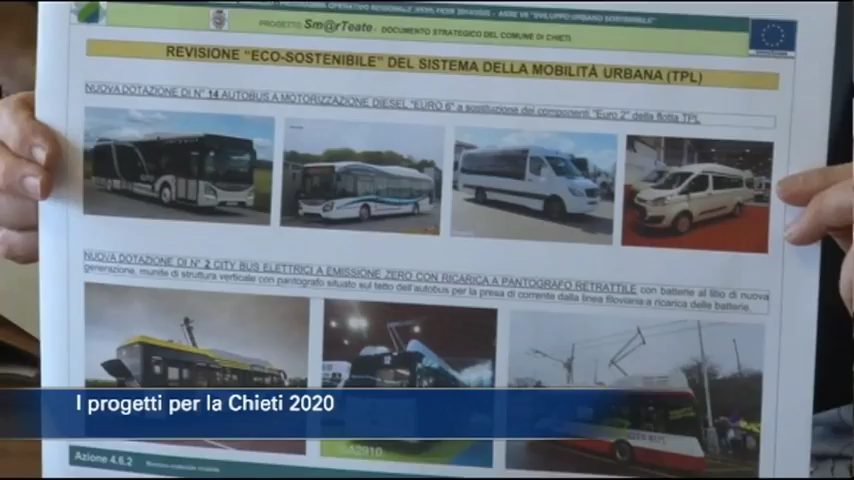 PROGETTO Sm@rTeate - DOCUMENTO STRATEGICO DEL COMUNE DI CHIETI
REVISIONE "ECO-SOSTENIBILE" DEL SISTEMA DELLA MOBILITÀ URBANA (TPL)
NUOVA DOTAZIONE DI N° 14 AUTOBUS A MOTORIZZAZIONE DIESEL "EURO 6" a sostituzione dei componenti "Euro 2" della flotta TPL
NUOVA DOTAZIONE DI N° 2 CITY BUS ELETTRICI A EMISSIONE ZERO CON RICARICA A PANTOGRAFO RETRATTILE con batterie al litio di nuova
generazione, munite di struttura verticale con pantografo situato sul tetto dell'autobus per la presa di corrente dalla linea filoviaria a ricarica delle batterie.
I progetti per la Chieti 2020
Azione 4.6.2